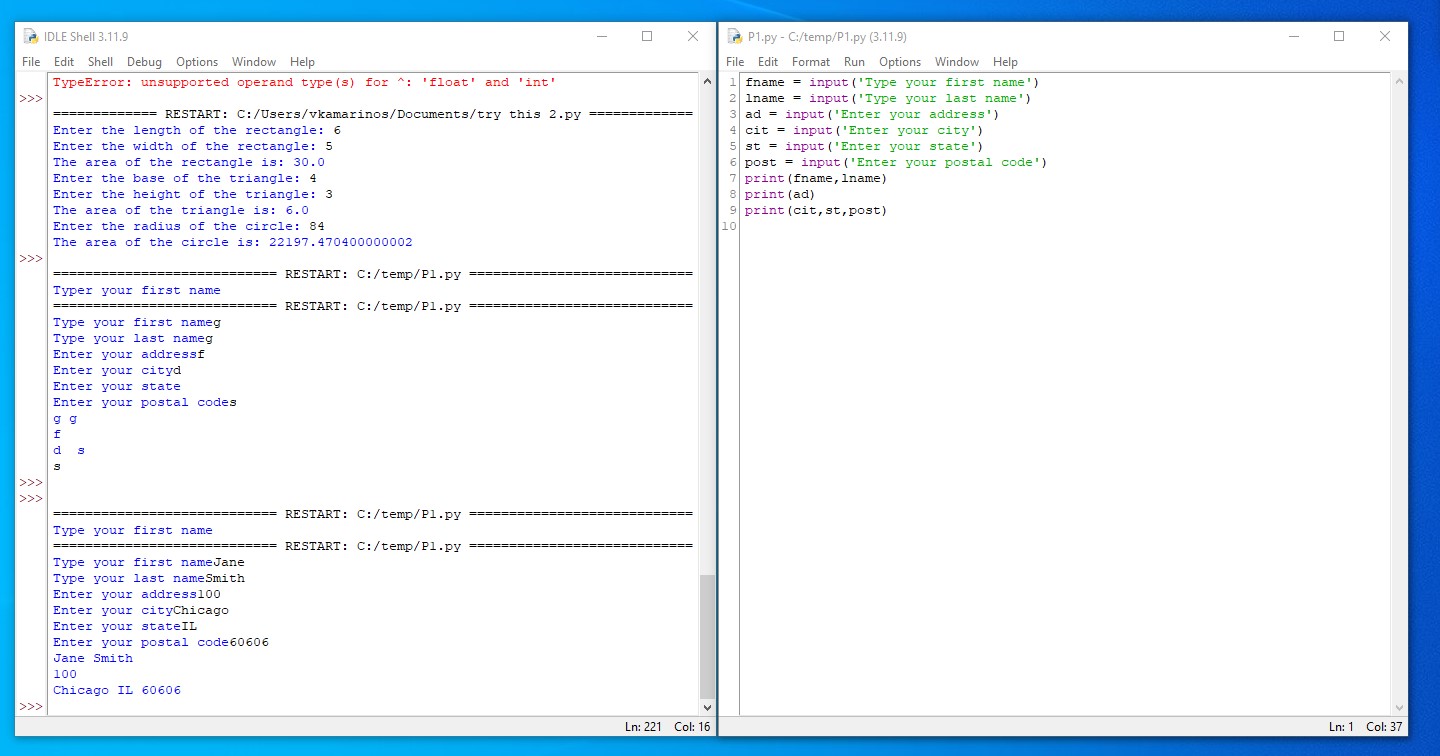 IDLE Shell 3.11.9
File Edit Shell Debug Options Window Help
TypeError: unsupported operand type(s) for ^: 'float' and 'int'
>>>
============= RESTART: C:/Users/vkamarinos/Documents/try this 2.py =============
Enter the length of the rectangle: 6
Enter the width of the rectangle: 5
The area of the rectangle is: 30.0
Enter the base of the triangle: 4
Enter the height of the triangle: 3
The area of the triangle is: 6.0
Enter the radius of the circle: 84
The area of the circle is: 22197.470400000002
>>>
============================ RESTART: C:/temp/P1.py ============================
Typer your first name
============================ RESTART: C:/temp/P1.py ============================
Type your first nameg
Type your last nameg
Enter your addressf
Enter your cityd
Enter your state
Enter your postal codes
g g
f
d  s
s
>>>
>>>
============================ RESTART: C:/temp/P1.py ============================
Type your first name
============================ RESTART: C:/temp/P1.py ============================
Type your first nameJane
Type your last nameSmith
Enter your address100
Enter your cityChicago
Enter your stateIL
Enter your postal code60606
Jane Smith
100
Chicago IL 60606
>>>
Ln: 221 Col: 16
P1.py - C:/temp/P1.py (3.11.9)
File Edit Format Run Options Window Help
1 fname = input('Type your first name')
2 lname = input('Type your last name')
3 ad = input('Enter your address')
4 cit = input('Enter your city')
5 st = input('Enter your state')
6 post = input('Enter your postal code')
7 print(fname,lname)
8 print(ad)
9 print(cit,st,post)
10
Ln: 1 Col: 37